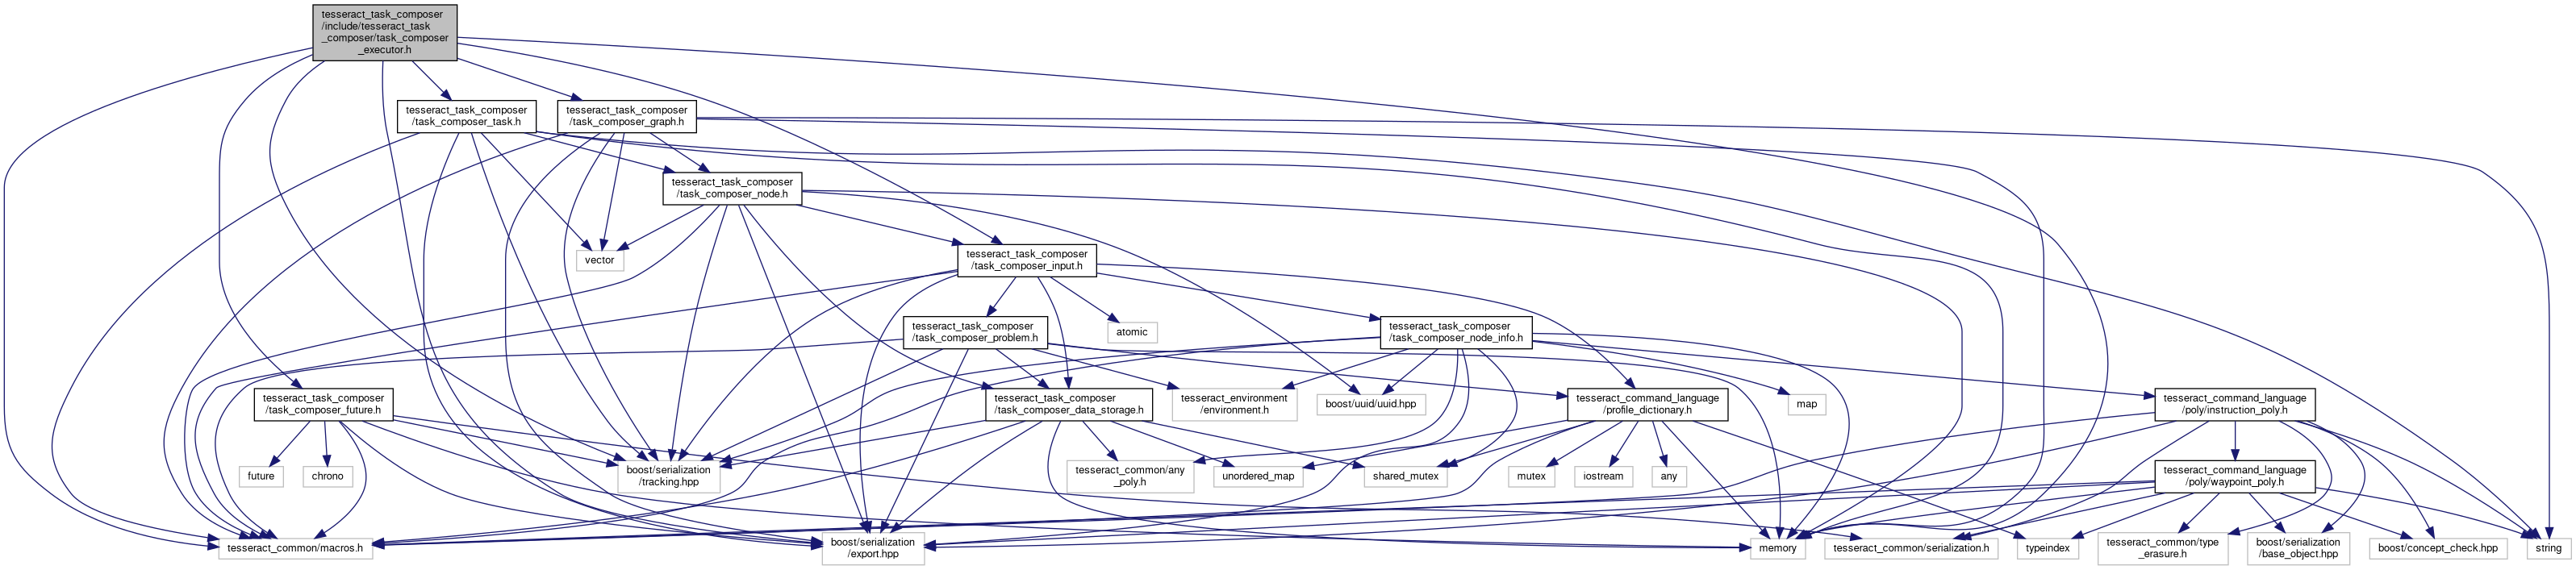 tesseract_task_composer
/include/tesseract_task
_composer/task_composer
_executor.h
tesseract_task_composer
/task_composer_task.h
tesseract_task_composer
/task_composer_graph.h
tesseract_task_composer
/task_composer_node.h
vector
tesseract_task_composer
/task_composer_input.h
tesseract_task_composer
/task_composer_problem.h
atomic
tesseract_task_composer
/task_composer_node_info.h
tesseract_task_composer
/task_composer_future.h
tesseract_task_composer
/task_composer_data_storage.h
tesseract_environment
/environment.h
boost/uuid/uuid.hpp
tesseract_command_language
/profile_dictionary.h
map
tesseract_command_language
/poly/instruction_poly.h
future
chrono
boost/serialization
/tracking.hpp
tesseract_common/any
_poly.h
unordered_map
shared_mutex
mutex
iostream
any
tesseract_command_language
/poly/waypoint_poly.h
tesseract_common/macros.h
boost/serialization
/export.hpp
memory
tesseract_common/serialization.h
typeindex
tesseract_common/type
_erasure.h
boost/serialization
/base_object.hpp
boost/concept_check.hpp
string